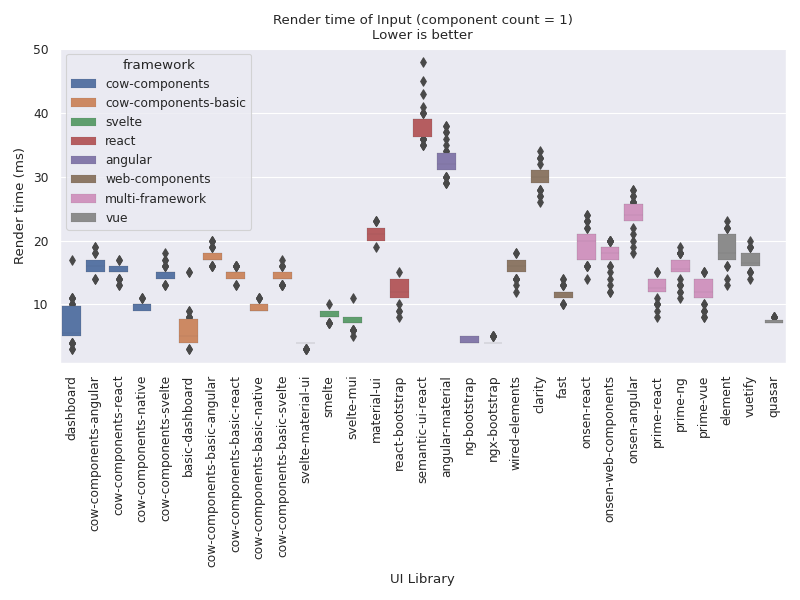 Render time of Input (component count = 1)
Lower is better
Render time (ms)
50
40
30
20
10
framework
cow-components
cow-components-basic
svelte
react
angular
web-components
multi-framework
vue
dashboard
cow-components-angular
cow-components-react
cow-components-native
cow-components-svelte
basic-dashboard
cow-components-basic-angular
cow-components-basic-react
cow-components-basic-native
cow-components-basic-svelte
svelte-material-ui
smelte
svelte-mui
material-ui
react-bootstrap
semantic-ui-react
angular-material
ng-bootstrap
ngx-bootstrap
wired-elements
clarity
fast
onsen-react
onsen-web-components
onsen-angular
prime-react
prime-ng
prime-vue
element
vuetify
quasar
UI Library